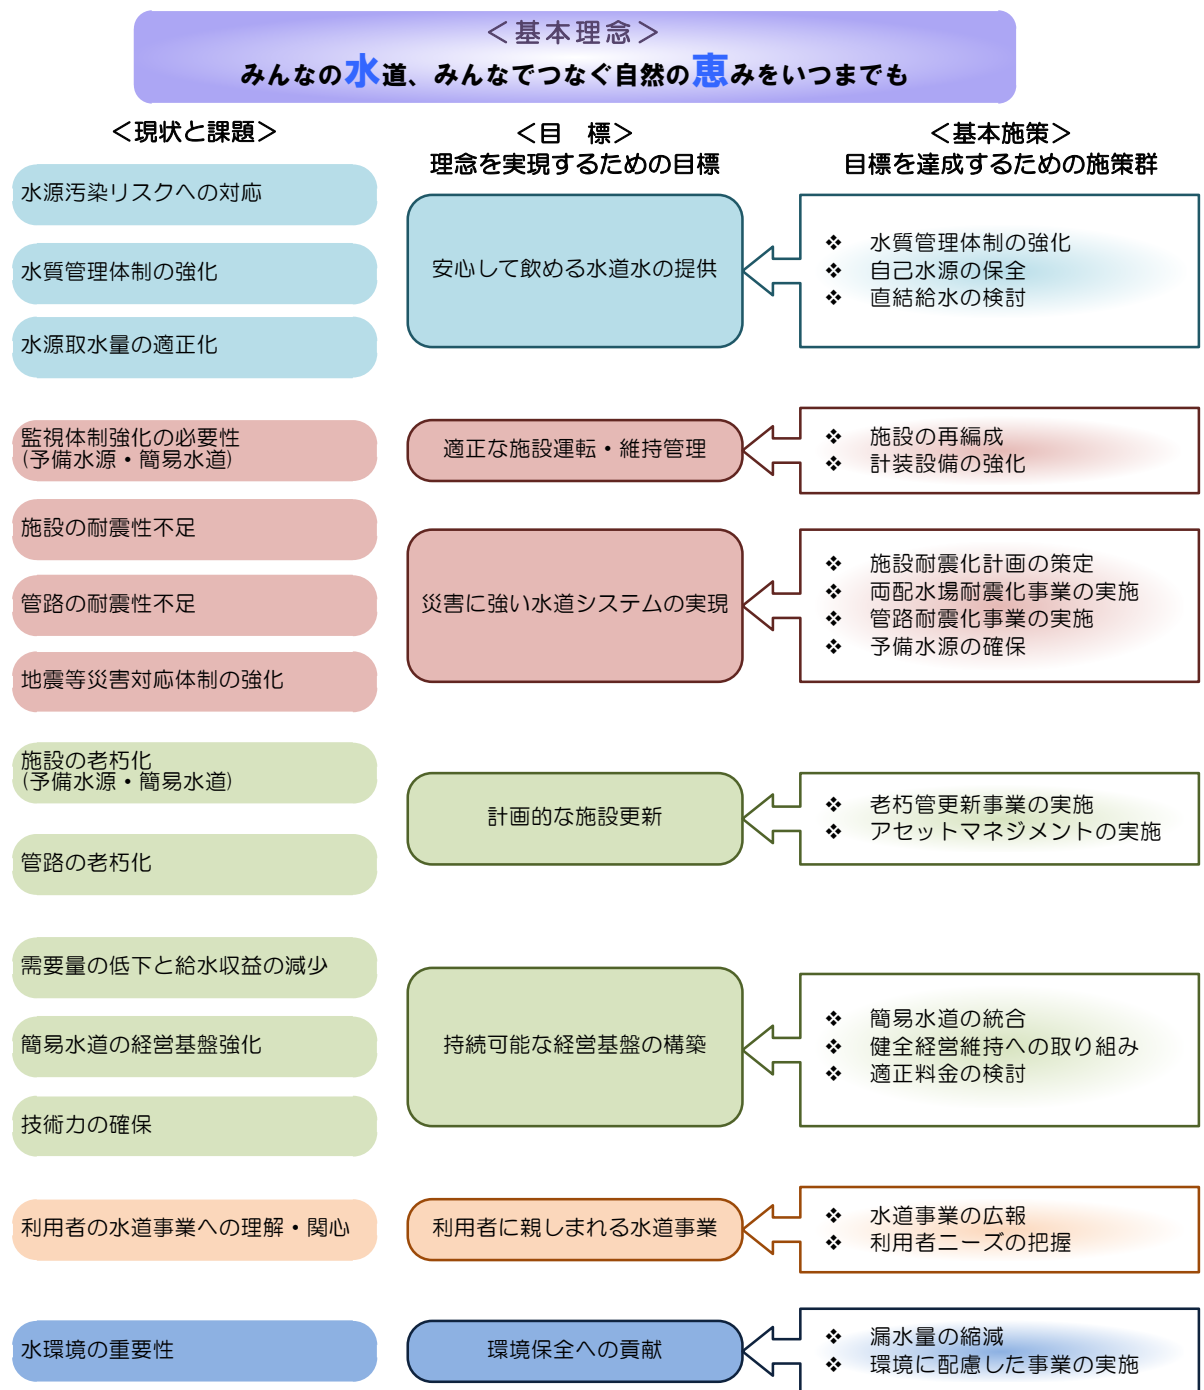 ＜基本理念＞
みんなの水道、みんなでつなぐ自然の恵みをいつまでも
＜現状と課題＞
水源汚染リスクへの対応
水質管理体制の強化
水源取水量の適正化
監視体制強化の必要性
(予備水源・簡易水道)
施設の耐震性不足
管路の耐震性不足
地震等災害対応体制の強化
施設の老朽化
(予備水源・簡易水道)
管路の老朽化
需要量の低下と給水収益の減少
簡易水道の経営基盤強化
技術力の確保
利用者の水道事業への理解・関心
水環境の重要性
＜目　標＞
理念を実現するための目標
安心して飲める水道水の提供
適正な施設運転・維持管理
災害に強い水道システムの実現
計画的な施設更新
持続可能な経営基盤の構築
利用者に親しまれる水道事業
環境保全への貢献
＜基本施策＞
目標を達成するための施策群
❖ 水質管理体制の強化
❖ 自己水源の保全
❖ 直結給水の検討
❖ 施設の再編成
❖ 計装設備の強化
❖ 施設耐震化計画の策定
❖ 両配水場耐震化事業の実施
❖ 管路耐震化事業の実施
❖ 予備水源の確保
❖ 老朽管更新事業の実施
❖ アセットマネジメントの実施
❖ 簡易水道の統合
❖ 健全経営維持への取り組み
❖ 適正料金の検討
❖ 水道事業の広報
❖ 利用者ニーズの把握
❖ 漏水量の縮減
❖ 環境に配慮した事業の実施